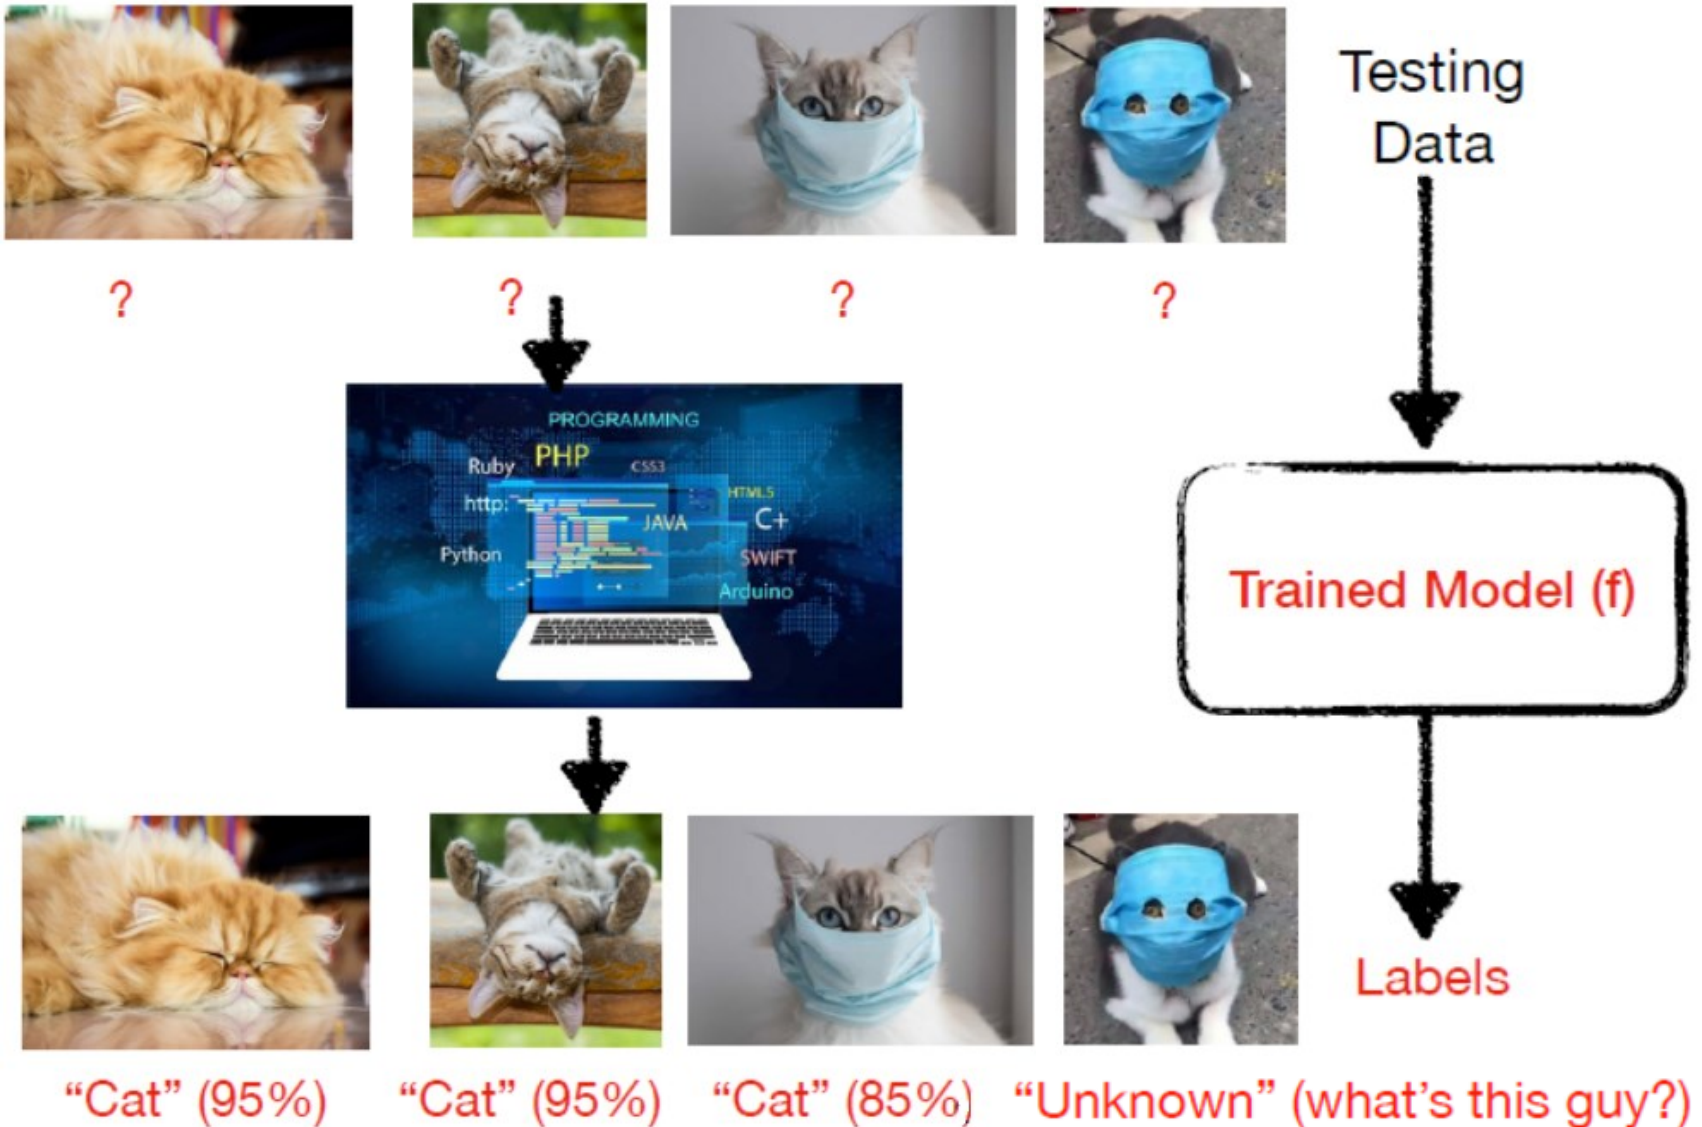 Testing
Data
?
?
?
?
PROGRAMMING
PHP
Ruby
CSS3
http:
HTML5
JAVA
C+
Python
SWIFT
Arduino
Trained Model (f)
Labels
“Cat” (95%)
“Cat” (95%)
“Cat” (85%)
“Unknown” (what’s this guy?)